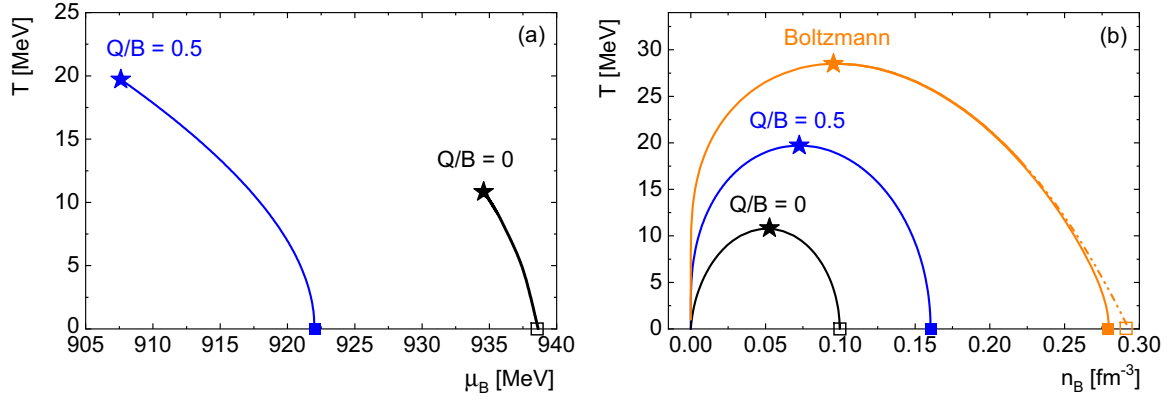 T [MeV]
25
20
15
10
5
0
(a)
Q/B = 0.5
Q/B = 0
905 910 915 920 925 930 935 940
μB [MeV]
T [MeV]
30
25
20
15
10
5
0
(b)
Boltzmann
Q/B = 0.5
Q/B = 0
0.00 0.05 0.10 0.15 0.20 0.25 0.30
nB [fm-3]